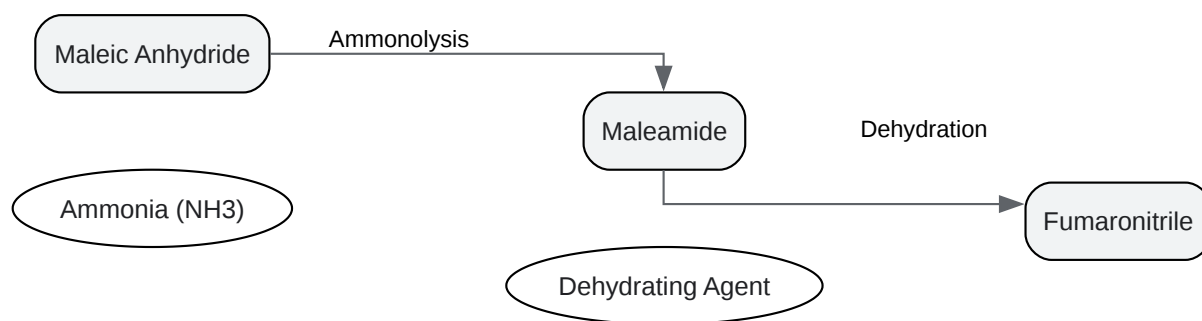 Maleic Anhydride
Ammonolysis
Maleamide
Dehydration
Ammonia (NH3)
Fumaronitrile
Dehydrating Agent